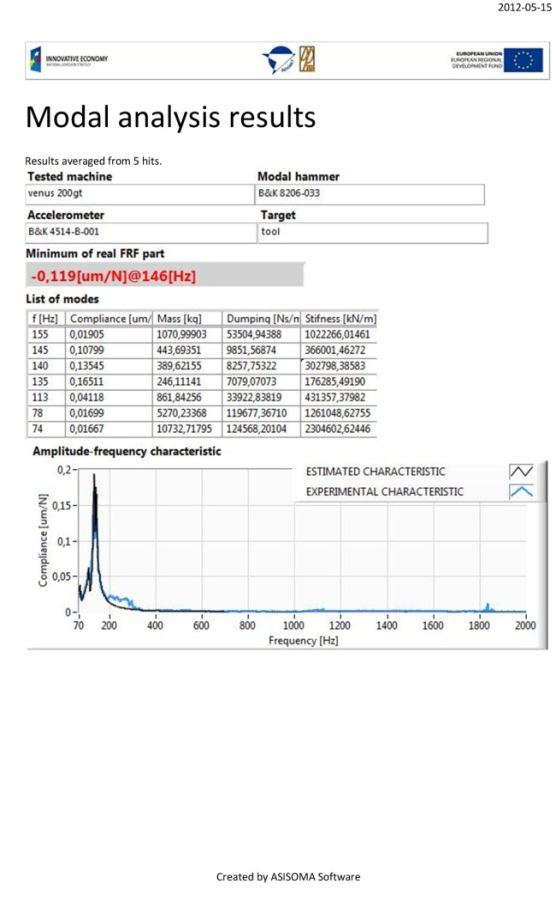 2012-05-15
INNOVATIVE ECONOMY
NATIONAL COHESION STRATEGY
EUROPEAN UNION
EUROPEAN REGIONAL
DEVELOPMENT FUND
Modal analysis results
Results averaged from 5 hits.
Tested machine Modal hammer
venus 200gt B&K 8206-033
Accelerometer Target
B&K 4514-B-001 tool
Minimum of real FRF part
-0,119[um/N]@146[Hz]
List of modes
f [Hz] Compliance [um/ Mass [kg] Dumping [Ns/n Stifness [kN/m]
155 0,01905 1070,99903 53504,94388 1022266,01461
145 0,10799 443,69351 9851,56874 366001,46272
140 0,13545 389,62155 8257,75322 302798,38583
135 0,16511 246,11141 7079,07073 176285,49190
113 0,04118 861,84256 33922,83819 431357,37982
78 0,01699 5270,23368 119677,36710 1261048,62755
74 0,01667 10732,71795 124568,20104 2304602,62446
Amplitude-frequency characteristic
ESTIMATED CHARACTERISTIC
EXPERIMENTAL CHARACTERISTIC
Compliance [um/N]
0,2
0,15
0,1
0,05
0
70 200 400 600 800 1000 1200 1400 1600 1800 2000
Frequency [Hz]
Created by ASISOMA Software